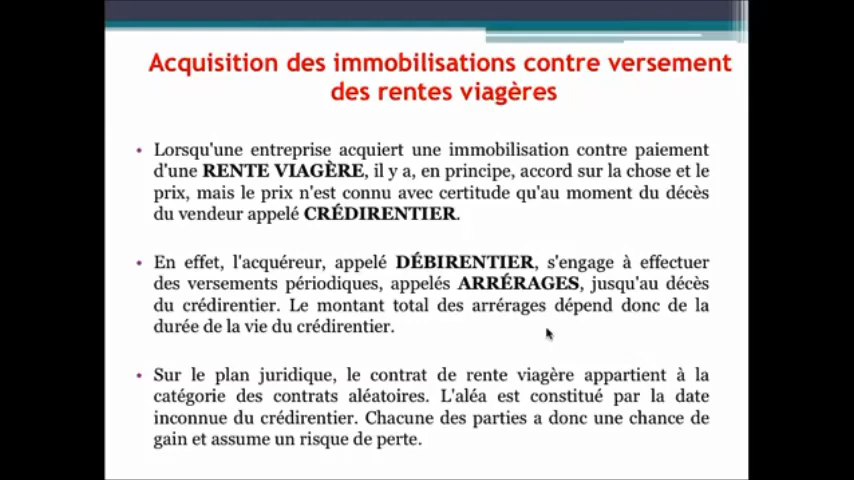 Acquisition des immobilisations contre versement
des rentes viagères
• Lorsqu'une entreprise acquiert une immobilisation contre paiement
d'une RENTE VIAGÈRE, il y a, en principe, accord sur la chose et le
prix, mais le prix n'est connu avec certitude qu'au moment du décès
du vendeur appelé CRÉDIRENTIER.
• En effet, l'acquéreur, appelé DÉBIRENTIER, s'engage à effectuer
des versements périodiques, appelés ARRÉRAGES, jusqu'au décès
du crédirentier. Le montant total des arrérages dépend donc de la
durée de la vie du crédirentier.
• Sur le plan juridique, le contrat de rente viagère appartient à la
catégorie des contrats aléatoires. L'aléa est constitué par la date
inconnue du crédirentier. Chacune des parties a donc une chance de
gain et assume un risque de perte.